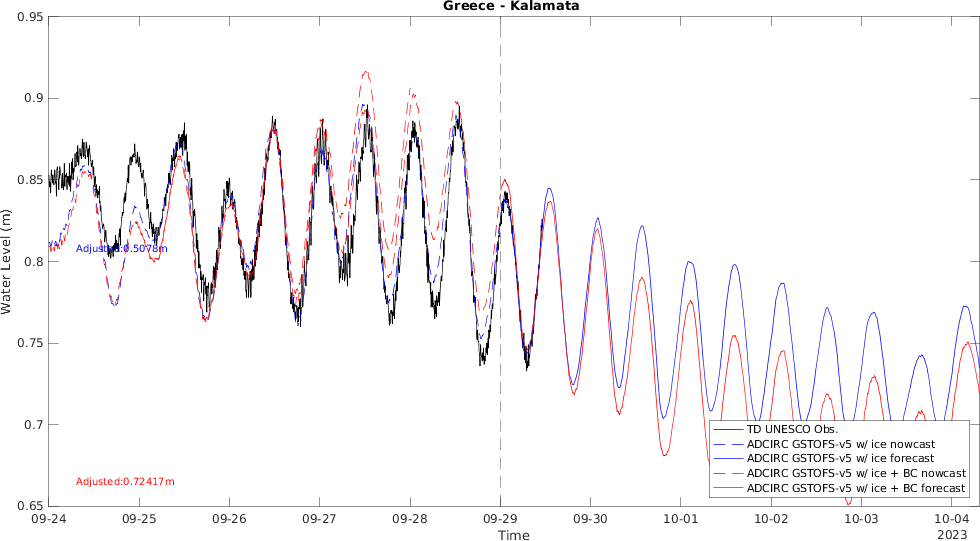 Greece - Kalamata
0.95
0.9
0.85
0.8
0.75
0.7
0.65
Water Level (m)
Adjusted:0.5078m
Adjusted:0.72417m
TD UNESCO Obs.
ADCIRC GSTOFS-v5 w/ ice nowcast
ADCIRC GSTOFS-v5 w/ ice forecast
ADCIRC GSTOFS-v5 w/ ice + BC nowcast
ADCIRC GSTOFS-v5 w/ ice + BC forecast
09-24 09-25 09-26 09-27 09-28 09-29 09-30 10-01 10-02 10-03 10-04
2023
Time